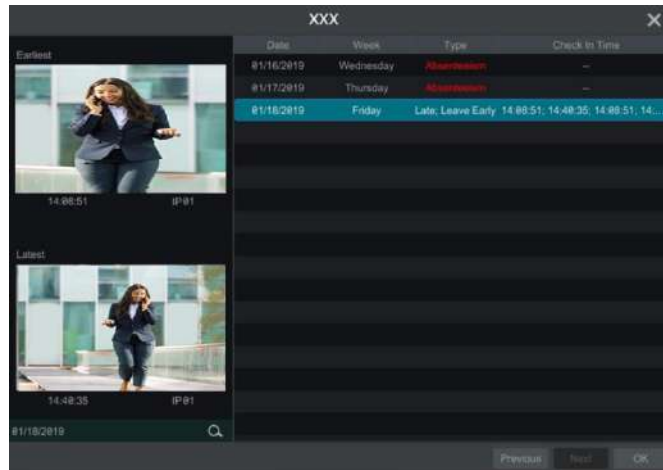 XXX
Earliest
14:08:51 IP01
Latest
14:40:35 IP01
01/18/2019
Date Week Type Check In Time
01/16/2019 Wednesday Absenteeism --
01/17/2019 Thursday Absenteeism --
01/18/2019 Friday Late; Leave Early 14:08:51; 14:40:35; 14:08:51; 14:...
Previous Next OK